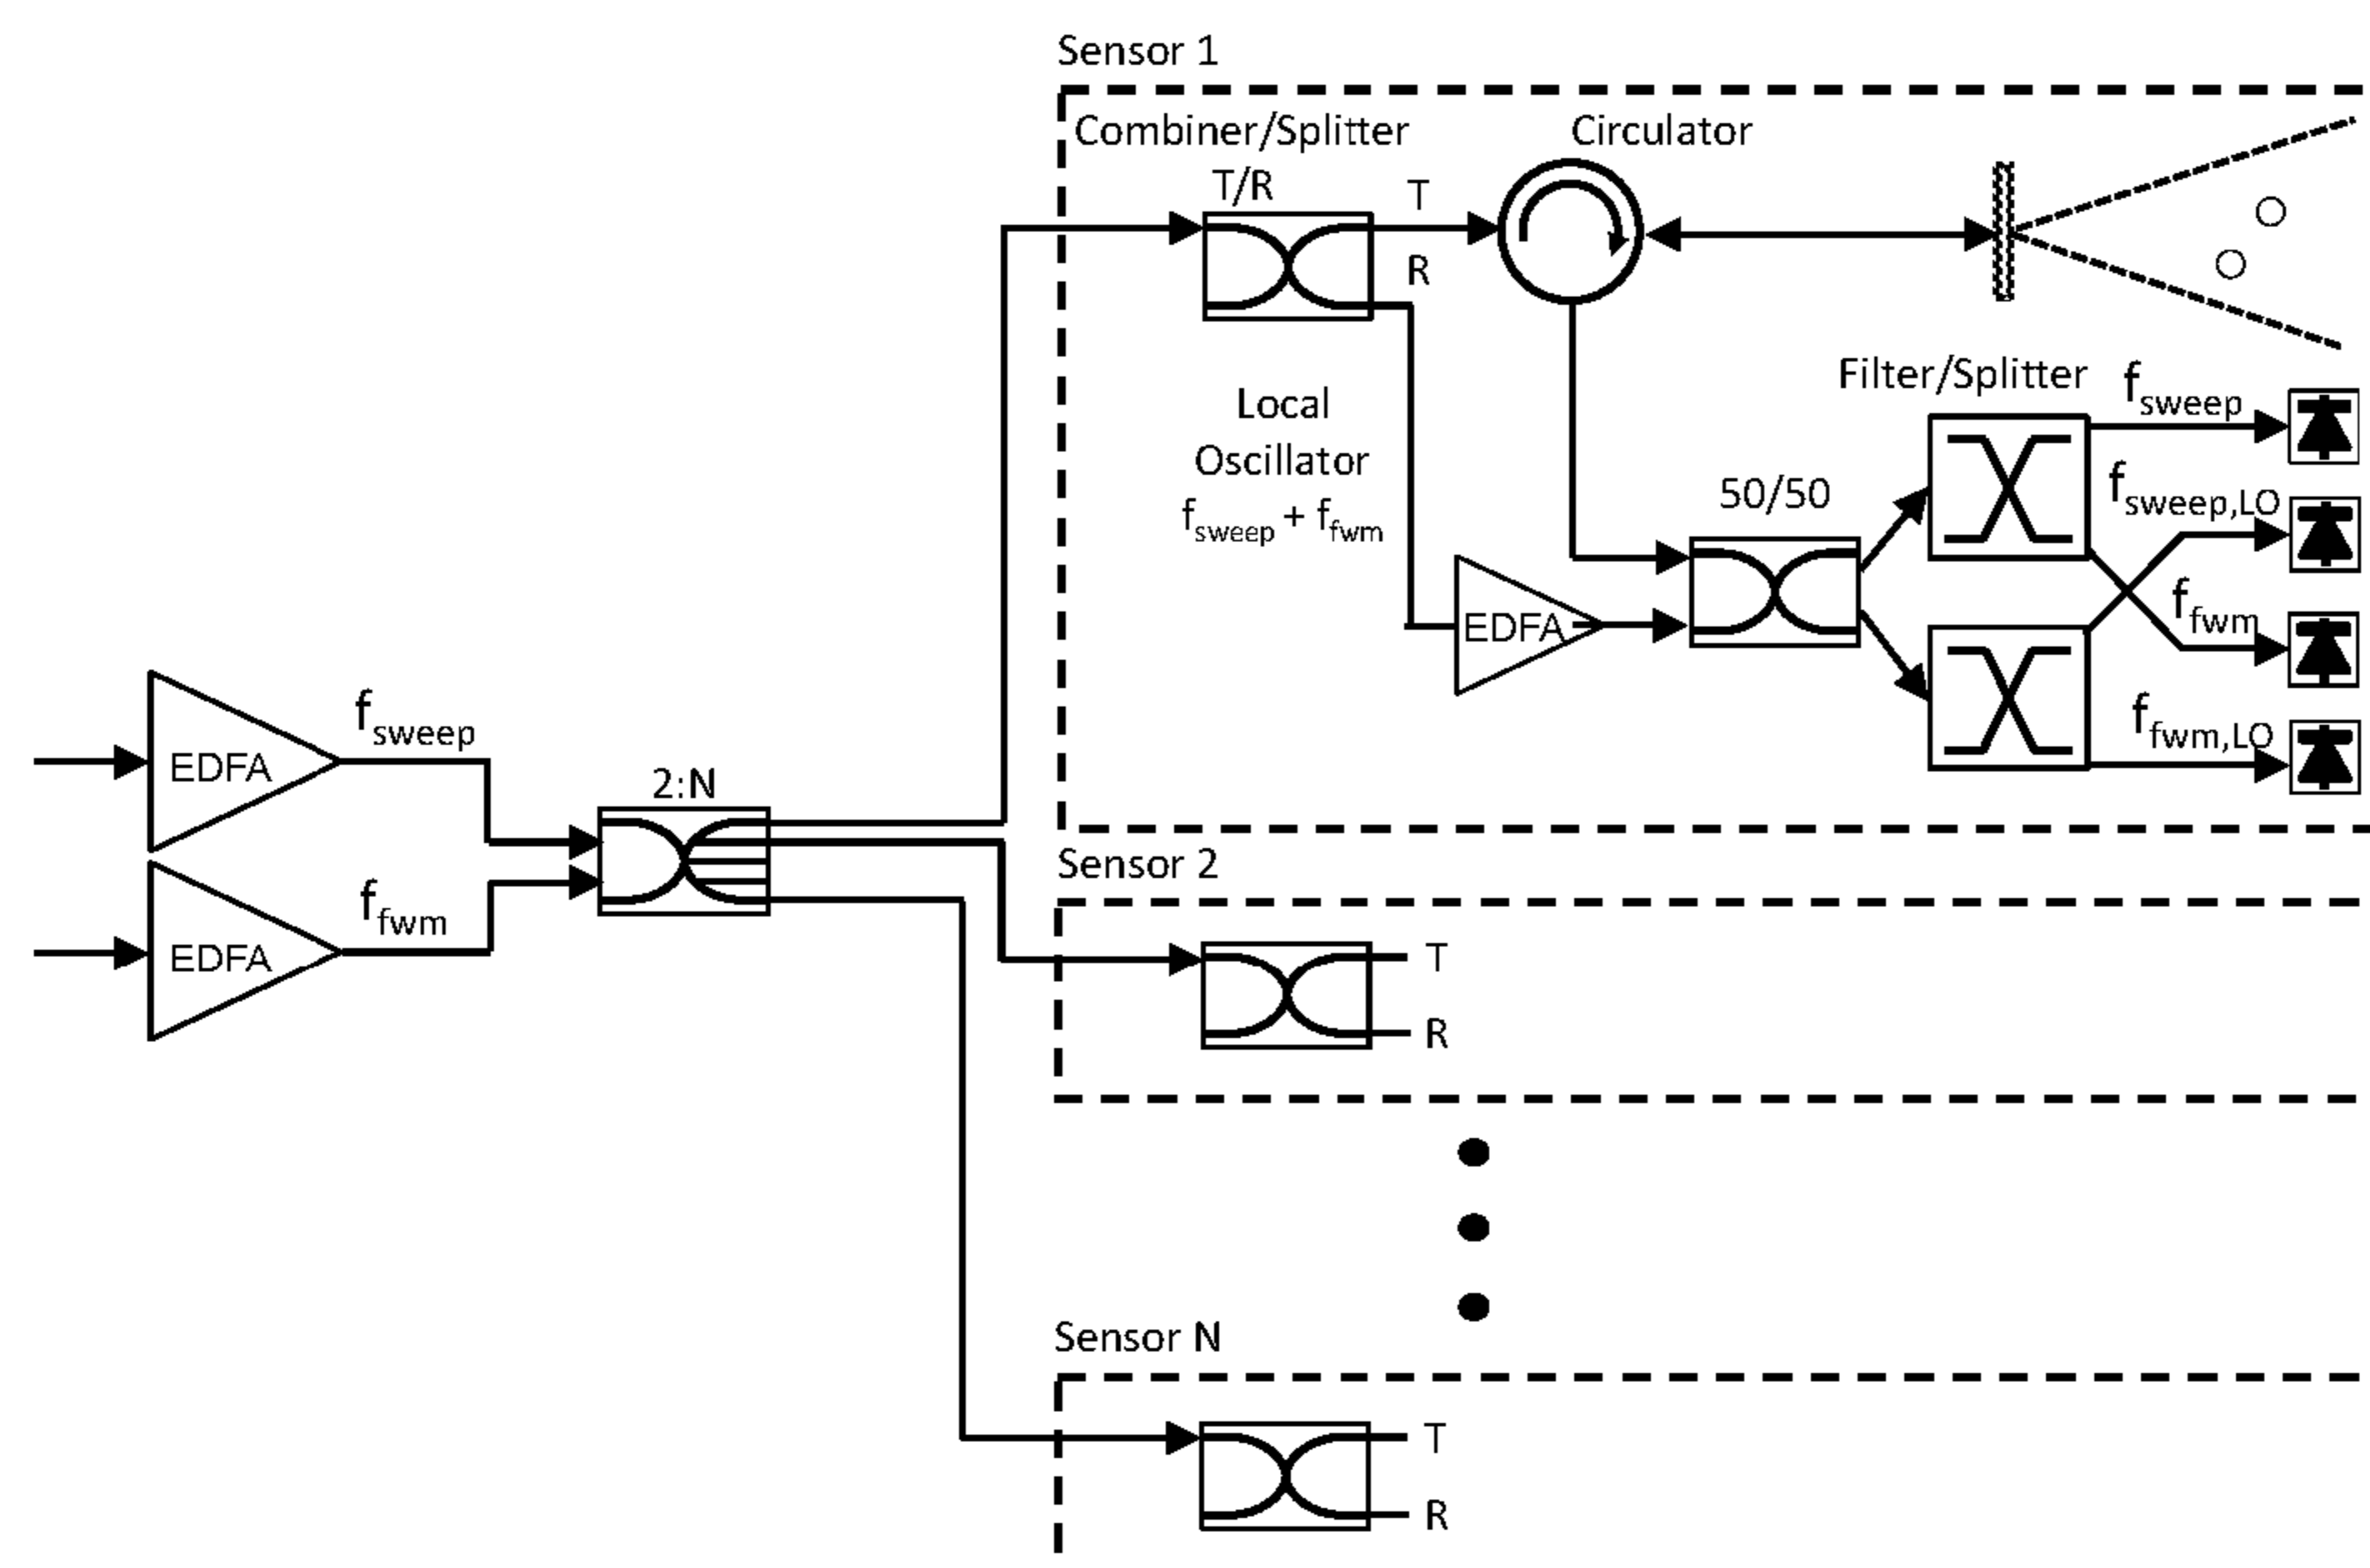 Sensor 1
Combiner/Splitter
T/R
Circulator
T
R
Local
Oscillator
fsweep + ffwm
Filter/Splitter
50/50
EDFA
fsweep
fsweep,LO
ffwm
ffwm,LO
EDFA
fsweep
2:N
EDFA
ffwm
Sensor 2
T
R
Sensor N
T
R